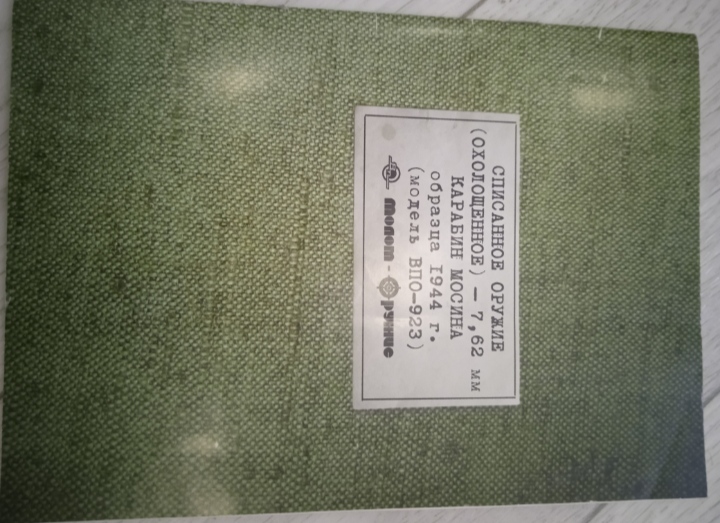 СПИСАННОЕ ОРУЖИЕ
(ОХОЛОЩЕННОЕ) – 7,62 мм
КАРАБИН МОСИНА
образца 1944 г.
(модель ВПО–923)
молот - Оружие